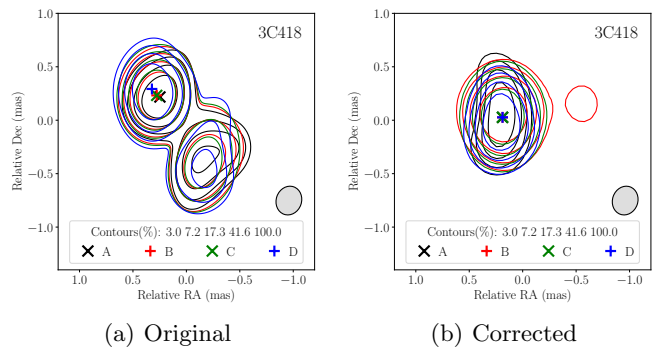 3C418
1.0
0.5
0.0
−0.5
−1.0
Relative Dec (mas)
Contours(%): 3.0 7.2 17.3 41.6 100.0
A B C D
1.0 0.5 0.0 −0.5 −1.0
Relative RA (mas)
(a) Original
3C418
1.0
0.5
0.0
−0.5
−1.0
Relative Dec (mas)
Contours(%): 3.0 7.2 17.3 41.6 100.0
A B C D
1.0 0.5 0.0 −0.5 −1.0
Relative RA (mas)
(b) Corrected